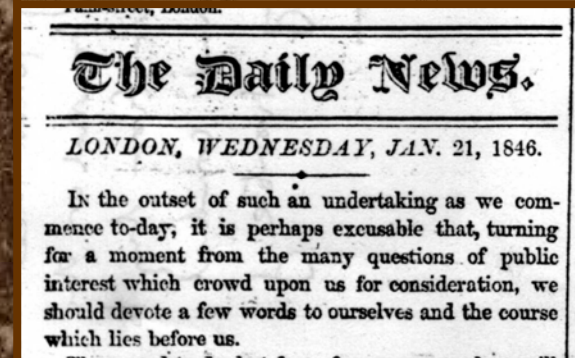 London.
The Daily News.
LONDON, WEDNESDAY, JAN. 21, 1846.
IN the outset of such an undertaking as we com-
mence to-day, it is perhaps excusable that, turning
for a moment from the many questions of public
interest which crowd upon us for consideration, we
should devote a few words to ourselves and the course
which lies before us.